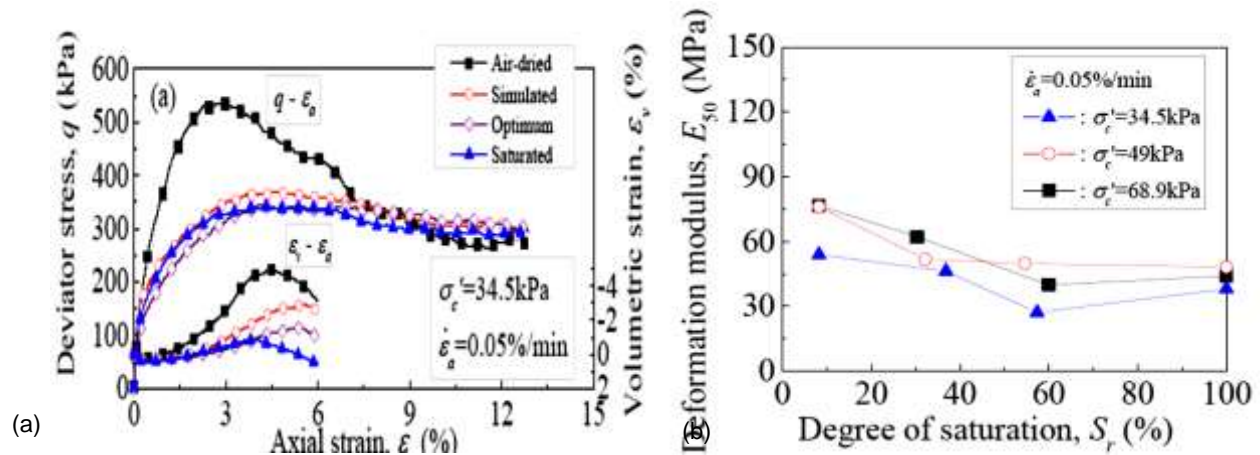 Deviator stress, q (kPa)
600
500
400
300
200
100
0
(a)
q - εa
Air-dried
Simulated
Optimum
Saturated
εv - εa
σc'=34.5kPa
ε̇a=0.05%/min
-4
-2
-1
0
2
Volumetric strain, εv (%)
0 3 6 9 12 15
Axial strain, ε (%)
(a)
Deformation modulus, E50 (MPa)
150
120
90
60
30
0
ε̇a=0.05%/min
: σc'=34.5kPa
: σc'=49kPa
: σc'=68.9kPa
0 20 40 60 80 100
Degree of saturation, Sr (%)
(b)